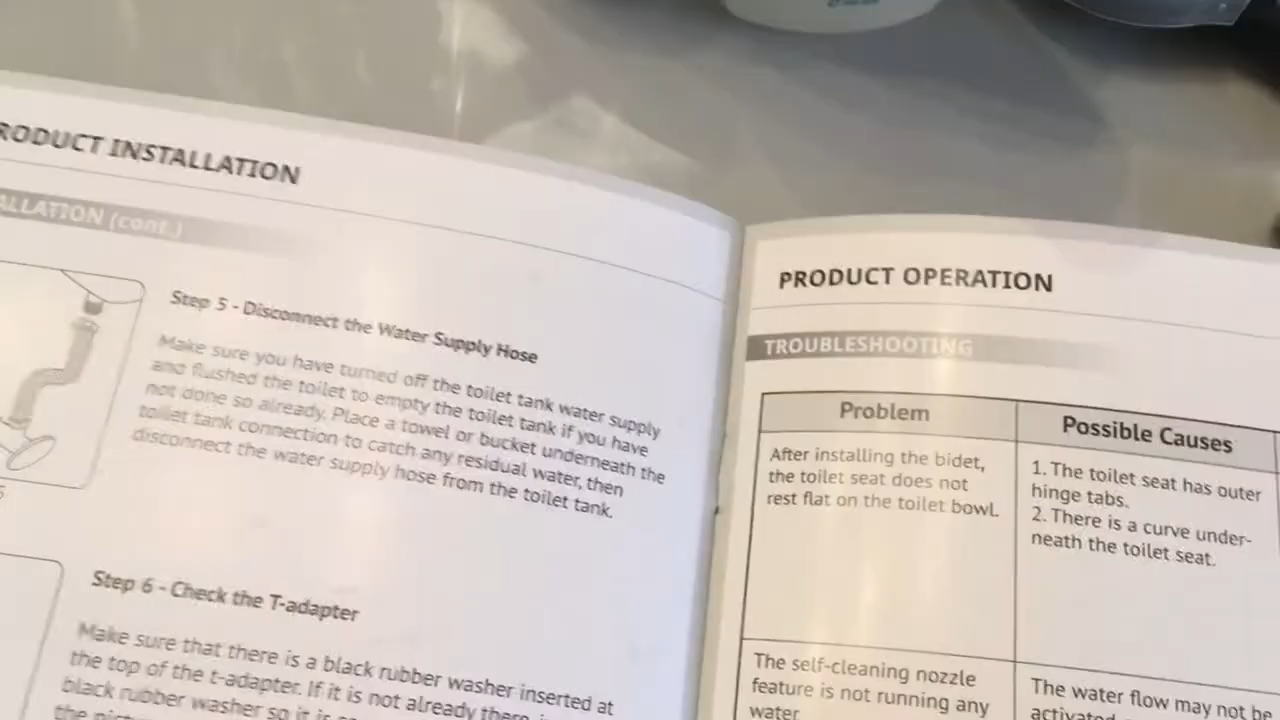 RODUCT INSTALLATION
ALLATION (cont.)
Step 5 - Disconnect the Water Supply Hose
Make sure you have turned off the toilet tank water supply
and flushed the toilet to empty the toilet tank if you have
not done so already. Place a towel or bucket underneath the
toilet tank connection to catch any residual water, then
disconnect the water supply hose from the toilet tank.
Step 6 - Check the T-adapter
Make sure that there is a black rubber washer inserted at
the top of the t-adapter. If it is not already there,
black rubber washer so it is
the
PRODUCT OPERATION
TROUBLESHOOTING
Problem
Possible Causes
After installing the bidet,
the toilet seat does not
rest flat on the toilet bowl.
1. The toilet seat has outer
hinge tabs.
2. There is a curve under-
neath the toilet seat.
The self-cleaning nozzle
feature is not running any
water.
The water flow may not be
activated